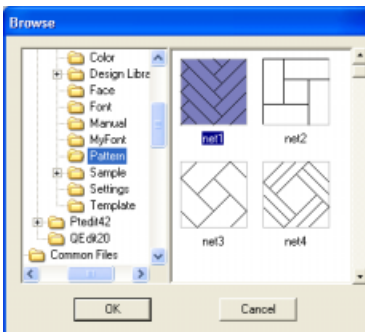 Browse
Color
Design Libra
Face
Font
Manual
MyFont
Pattern
Sample
Settings
Template
Ptedit42
QEdit20
Common Files
net1
net2
net3
net4
OK
Cancel